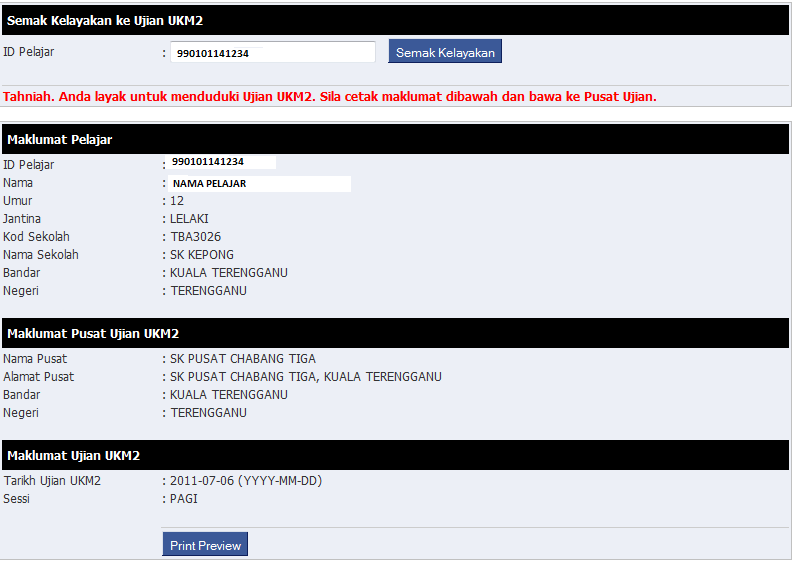 Semak Kelayakan ke Ujian UKM2
ID Pelajar : 990101141234 Semak Kelayakan
Tahniah. Anda layak untuk menduduki Ujian UKM2. Sila cetak maklumat dibawah dan bawa ke Pusat Ujian.
Maklumat Pelajar
ID Pelajar : 990101141234
Nama : NAMA PELAJAR
Umur : 12
Jantina : LELAKI
Kod Sekolah : TBA3026
Nama Sekolah : SK KEPONG
Bandar : KUALA TERENGGANU
Negeri : TERENGGANU
Maklumat Pusat Ujian UKM2
Nama Pusat : SK PUSAT CHABANG TIGA
Alamat Pusat : SK PUSAT CHABANG TIGA, KUALA TERENGGANU
Bandar : KUALA TERENGGANU
Negeri : TERENGGANU
Maklumat Ujian UKM2
Tarikh Ujian UKM2 : 2011-07-06 (YYYY-MM-DD)
Sessi : PAGI
Print Preview